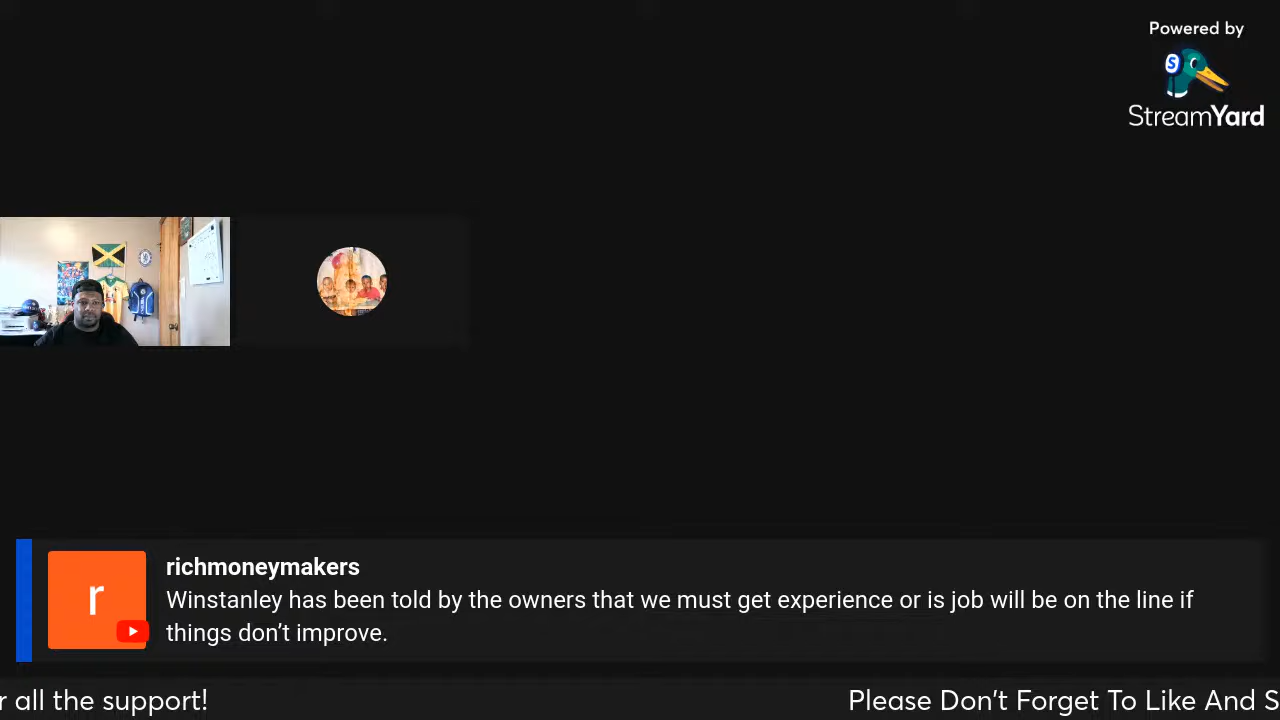 Powered by
S
StreamYard
r
richmoneymakers
Winstanley has been told by the owners that we must get experience or is job will be on the line if
things don’t improve.
r all the support!
Please Don't Forget To Like And S